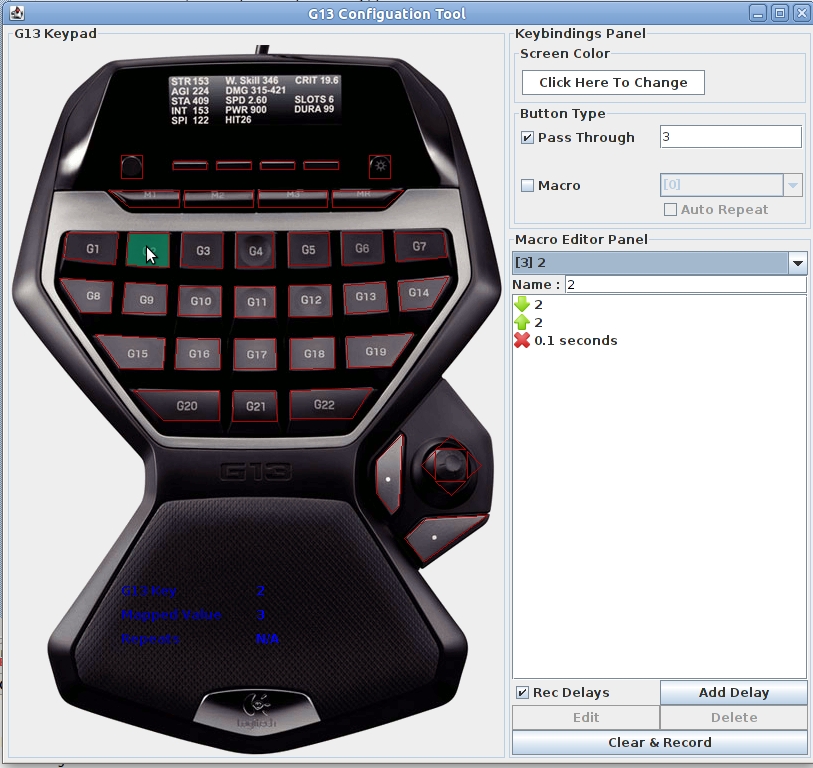 G13 Configuation Tool
G13 Keypad
STR 153 W. Skill 346 CRIT 19.6
AGI 224 DMG 315-421
STA 409 SPD 2.60 SLOTS 6
INT 153 PWR 900 DURA 99
SPI 122 HIT26
M1 M2 M3 MR
G1 G3 G4 G5 G6 G7
G8 G9 G10 G11 G12 G13 G14
G15 G16 G17 G18 G19
G20 G21 G22
G13
G13 Key 2
Mapped Value 3
Repeats N/A
Logitech
Keybindings Panel
Screen Color
Click Here To Change
Button Type
Pass Through 3
Macro [0]
Auto Repeat
Macro Editor Panel
[3] 2
Name : 2
2
2
0.1 seconds
Rec Delays Add Delay
Edit Delete
Clear & Record